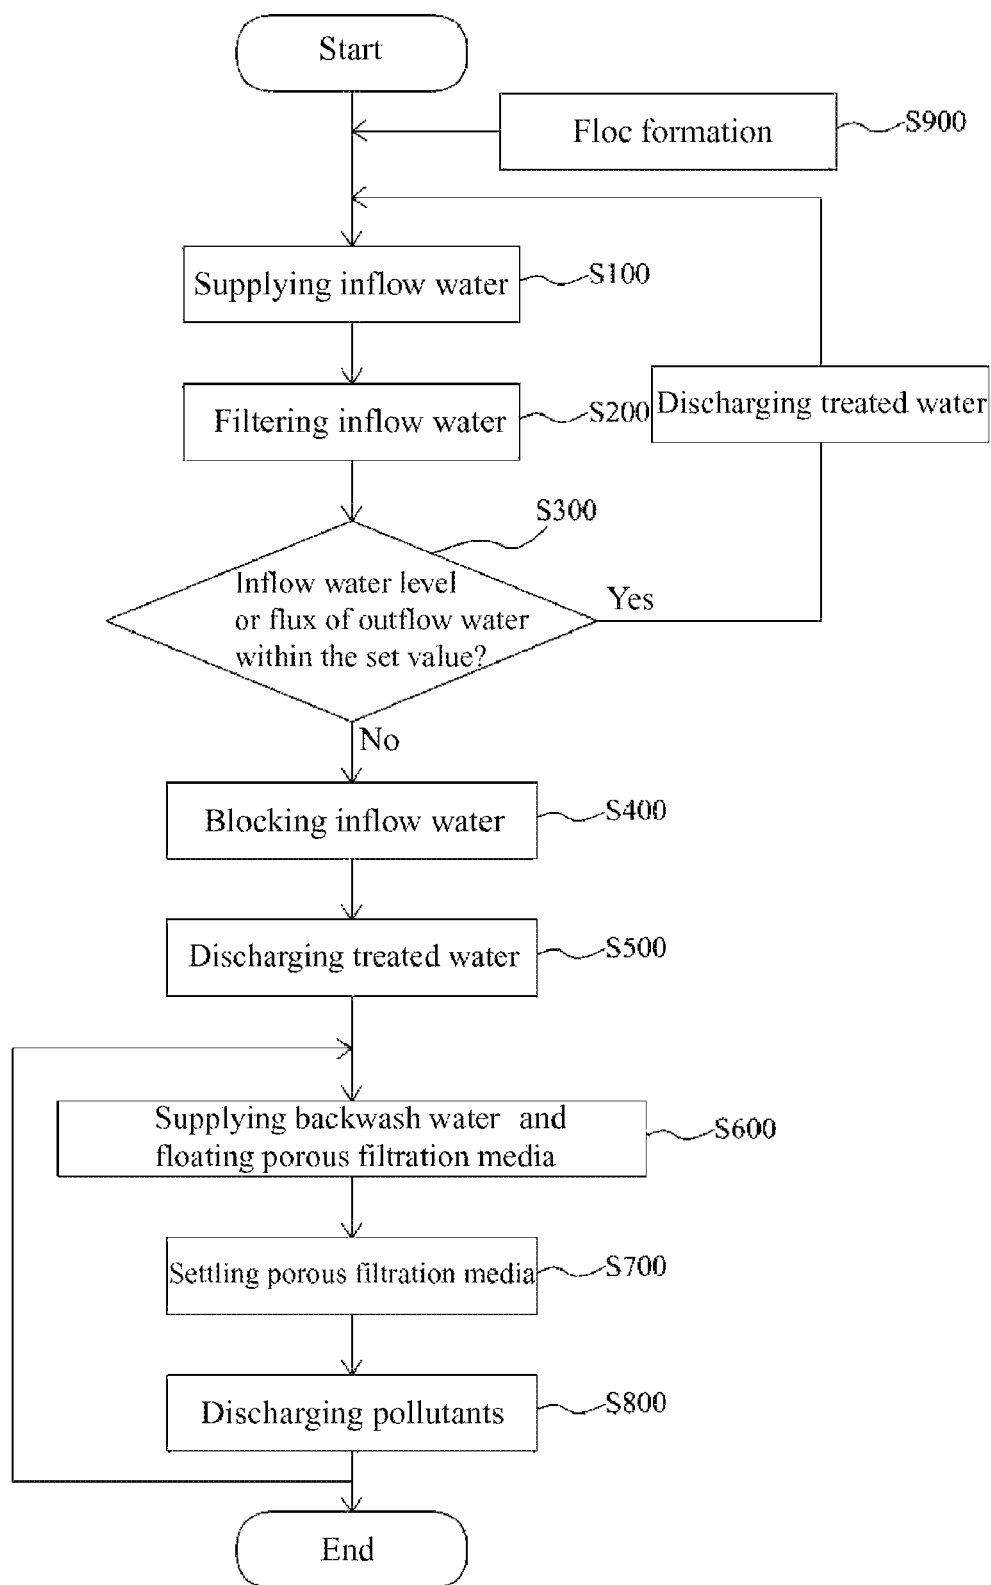 Start
Floc formation
S900
Supplying inflow water
S100
Filtering inflow water
S200
Discharging treated water
S300
Inflow water level
or flux of outflow water
within the set value?
Yes
No
Blocking inflow water
S400
Discharging treated water
S500
Supplying backwash water and
floating porous filtration media
S600
Settling porous filtration media
S700
Discharging pollutants
S800
End